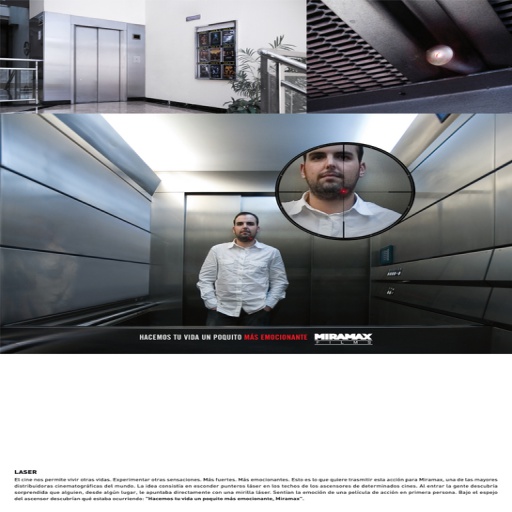 HACEMOS TU VIDA UN POQUITO MÁS EMOCIONANTE MIRAMAX
FILMS
LASER
El cine nos permite vivir otras vidas. Experimentar otras sensaciones. Más fuertes. Más emocionantes. Esto es lo que quiere trasmitir esta acción para Miramax, una de las mayores
distribuidoras cinematográficas del mundo. La idea consistía en esconder punteros láser en los techos de los ascensores de determinados cines. Al entrar la gente descubría
sorprendida que alguien, desde algún lugar, le apuntaba directamente con una mirilla láser. Sentían la emoción de una película de acción en primera persona. Bajo el espejo
del ascensor descubrían qué estaba ocurriendo: "Hacemos tu vida un poquito más emocionante, Miramax".